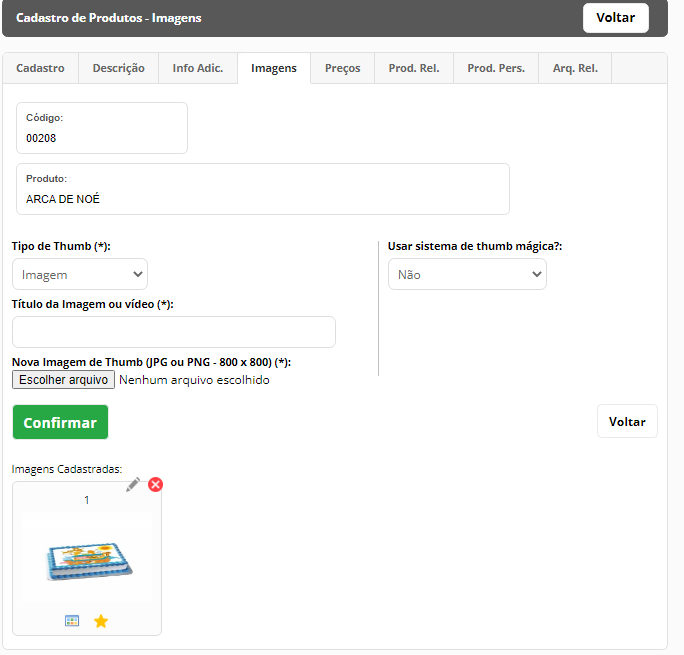 Cadastro de Produtos - Imagens
Voltar
Cadastro
Descrição
Info Adic.
Imagens
Preços
Prod. Rel.
Prod. Pers.
Arq. Rel.
Código:
00208
Produto:
ARCA DE NOÉ
Tipo de Thumb (*):
Imagem
Usar sistema de thumb mágica?:
Não
Título da Imagem ou vídeo (*):
Nova Imagem de Thumb (JPG ou PNG - 800 x 800) (*):
Escolher arquivo Nenhum arquivo escolhido
Confirmar
Voltar
Imagens Cadastradas:
1